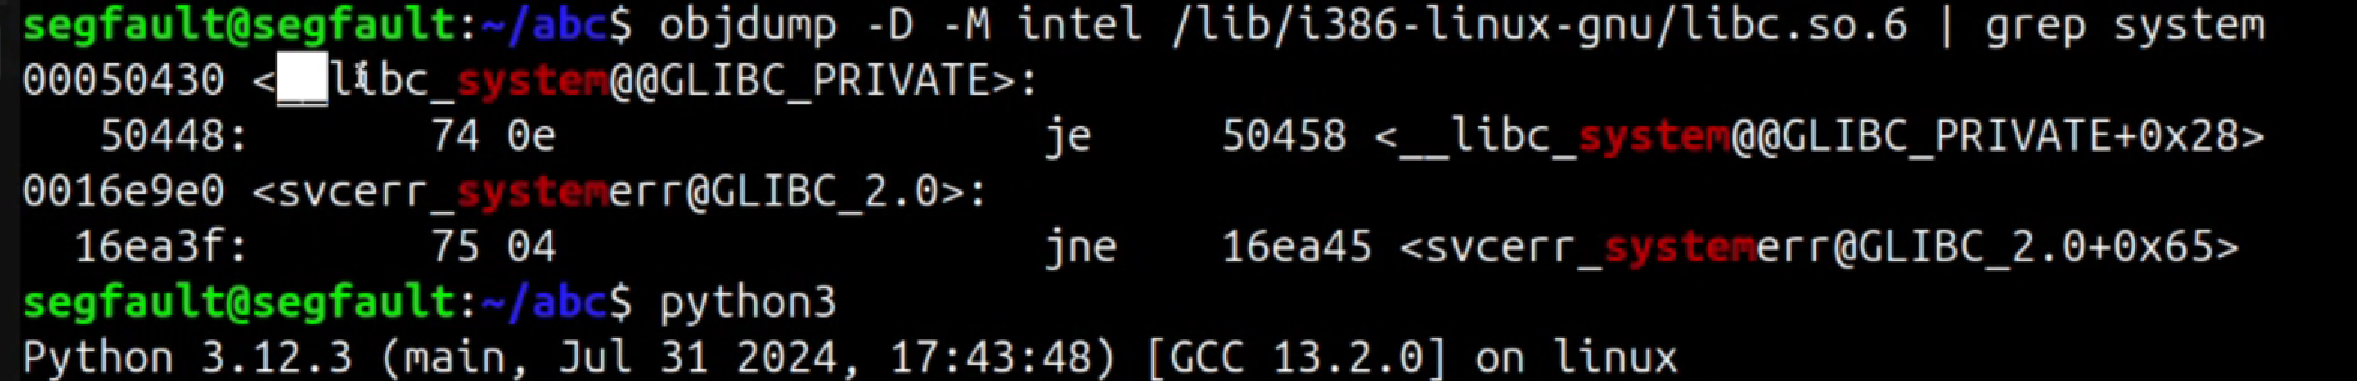 segfault@segfault:~/abc$ objdump -D -M intel /lib/i386-linux-gnu/libc.so.6 | grep system
00050430 <__libc_system@@GLIBC_PRIVATE>:
50448: 74 0e je 50458 <__libc_system@@GLIBC_PRIVATE+0x28>
0016e9e0 <svcerr_systemerr@GLIBC_2.0>:
16ea3f: 75 04 jne 16ea45 <svcerr_systemerr@GLIBC_2.0+0x65>
segfault@segfault:~/abc$ python3
Python 3.12.3 (main, Jul 31 2024, 17:43:48) [GCC 13.2.0] on linux